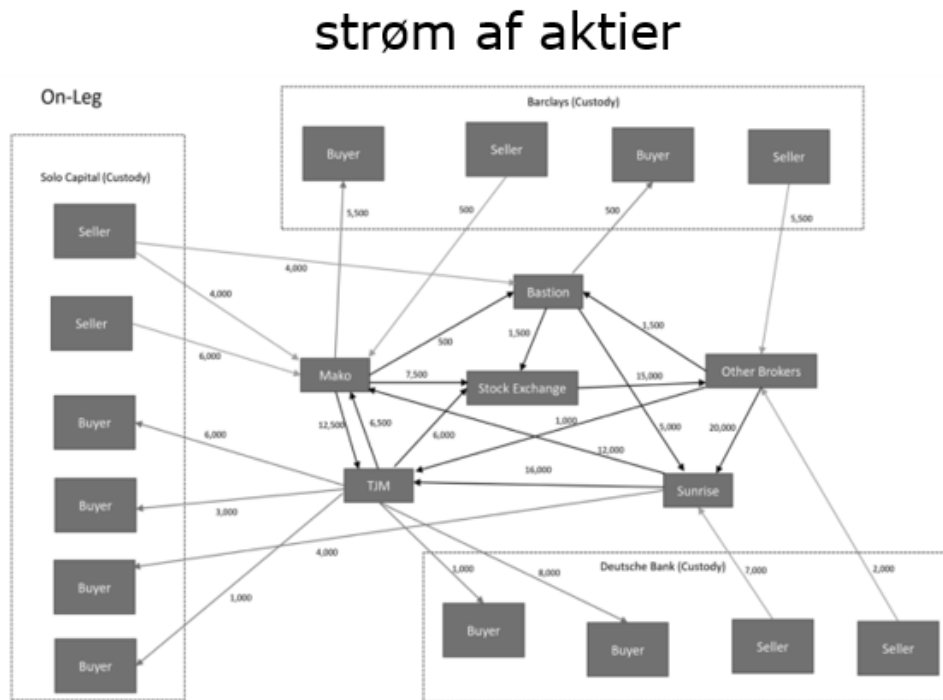 strøm af aktier
On-Leg
Barclays (Custody)
Buyer
Seller
Buyer
Seller
Solo Capital (Custody)
5,500
500
500
5,500
Seller
4,000
4,000
Bastion
Seller
6,000
500
1,500
1,500
Mako
7,500
Stock Exchange
15,000
Other Brokers
Buyer
6,000
12,500
6,500
6,000
1,000
5,000
20,000
12,000
16,000
TJM
Sunrise
Buyer
3,000
4,000
Buyer
1,000
1,000
8,000
Deutsche Bank (Custody)
7,000
2,000
Buyer
Buyer
Buyer
Seller
Seller